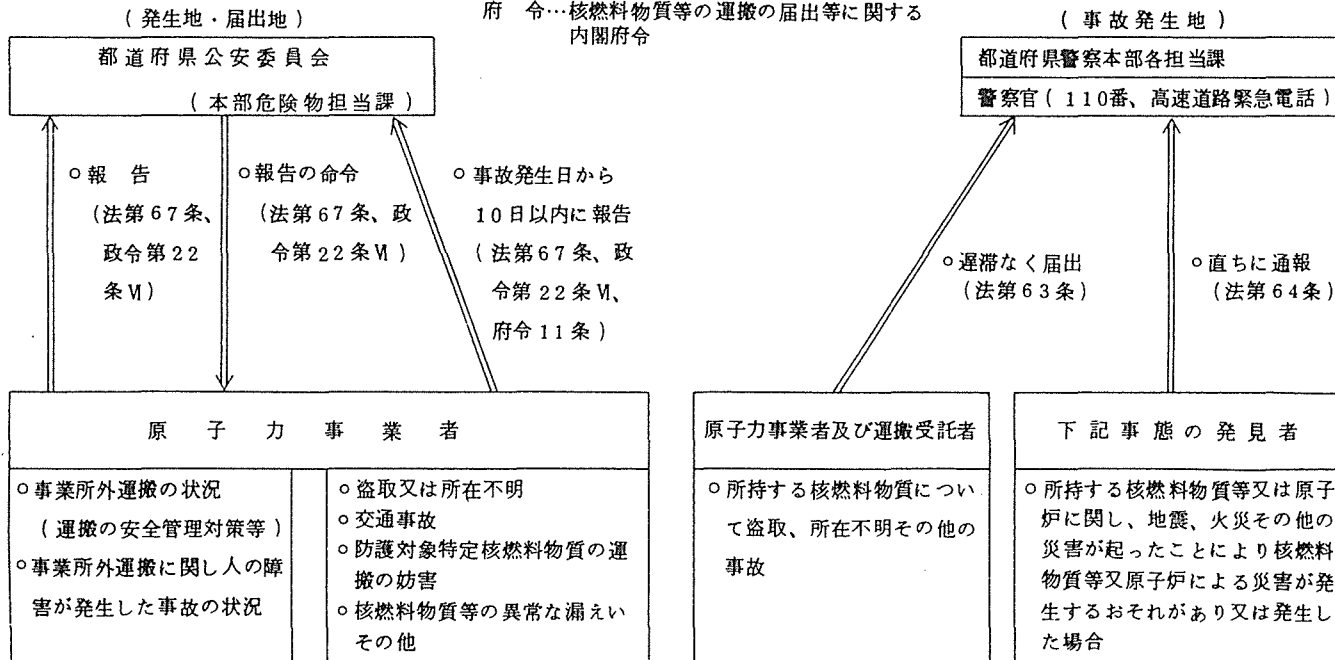 (発生地・届出地)
府 令…核燃料物質等の運搬の届出等に関する
内閣府令
(事故発生地)
都道府県公安委員会
(本部危険物担当課)
都道府県警察本部各担当課
警察官(110番、高速道路緊急電話)
○報 告
(法第67条、
政令第22
条Ⅵ)
○報告の命令
(法第67条、政
令第22条Ⅵ)
○事故発生日から
10日以内に報告
(法第67条、政
令第22条Ⅵ、
府令11条)
○遅滞なく届出
(法第63条)
○直ちに通報
(法第64条)
原子力事業者
○事業所外運搬の状況
(運搬の安全管理対策等)
○事業所外運搬に関し人の障
害が発生した事故の状況
○盗取又は所在不明
○交通事故
○防護対象特定核燃料物質の運
搬の妨害
○核燃料物質等の異常な漏えい
その他
原子力事業者及び運搬受託者
○所持する核燃料物質につい
て盗取、所在不明その他の
事故
下記事態の発見者
○所持する核燃料物質等又は原子
炉に関し、地震、火災その他の
災害が起ったことにより核燃料
物質等又原子炉による災害が発
生するおそれがあり又は発生し
た場合